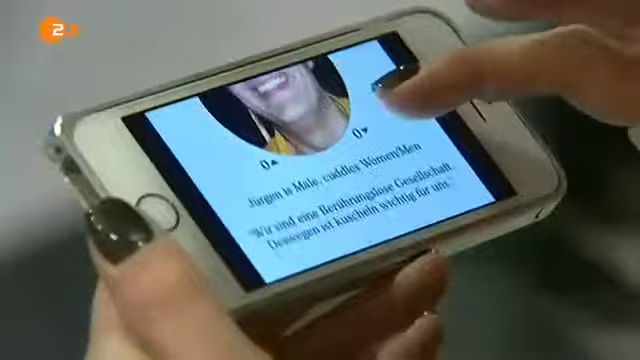 2
0▲
0▼
Jürgen is Male, cuddles Women/Men
"Wir sind eine Berührungslose Gesellschaft.
Deswegen ist Kuscheln wichtig für uns."